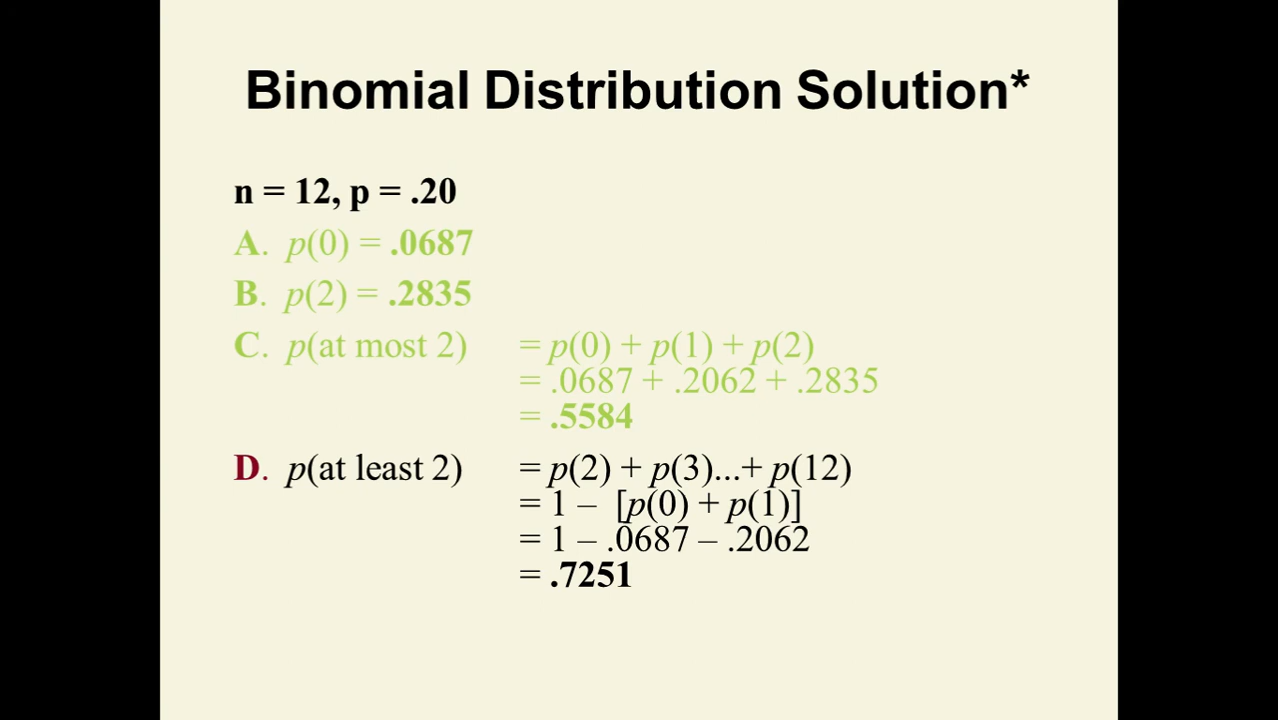 Binomial Distribution Solution*
n = 12, p = .20
A. p(0) = .0687
B. p(2) = .2835
C. p(at most 2) = p(0) + p(1) + p(2)
= .0687 + .2062 + .2835
= .5584
D. p(at least 2) = p(2) + p(3)...+ p(12)
= 1 – [p(0) + p(1)]
= 1 – .0687 – .2062
= .7251